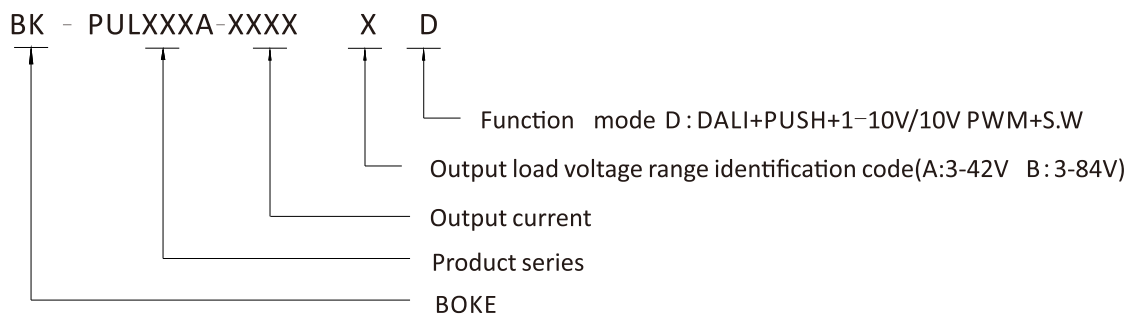 BK - PULXXXA-XXXX X D
Function mode D:DALI+PUSH+1-10V/10V PWM+S.W
Output load voltage range identification code(A:3-42V B:3-84V)
Output current
Product series
BOKE